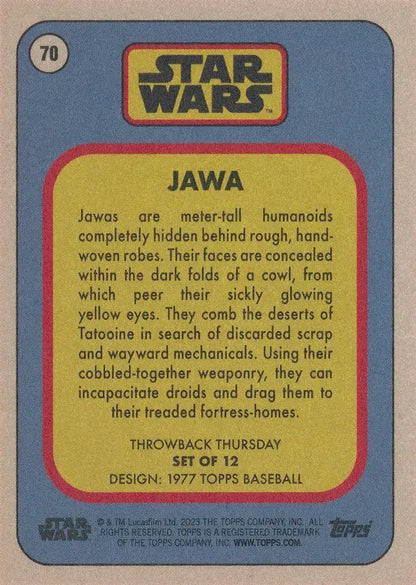 70
STAR
WARS™
JAWA
Jawas are meter-tall humanoids
completely hidden behind rough, hand-
woven robes. Their faces are concealed
within the dark folds of a cowl, from
which peer their sickly glowing
yellow eyes. They comb the deserts of
Tatooine in search of discarded scrap
and wayward mechanicals. Using their
cobbled-together weaponry, they can
incapacitate droids and drag them to
their treaded fortress-homes.
THROWBACK THURSDAY
SET OF 12
DESIGN: 1977 TOPPS BASEBALL
STAR
WARS
© & TM Lucasfilm Ltd. 2023 THE TOPPS COMPANY, INC. ALL
RIGHTS RESERVED. TOPPS IS A REGISTERED TRADEMARK
OF THE TOPPS COMPANY, INC. WWW.TOPPS.COM.
Topps